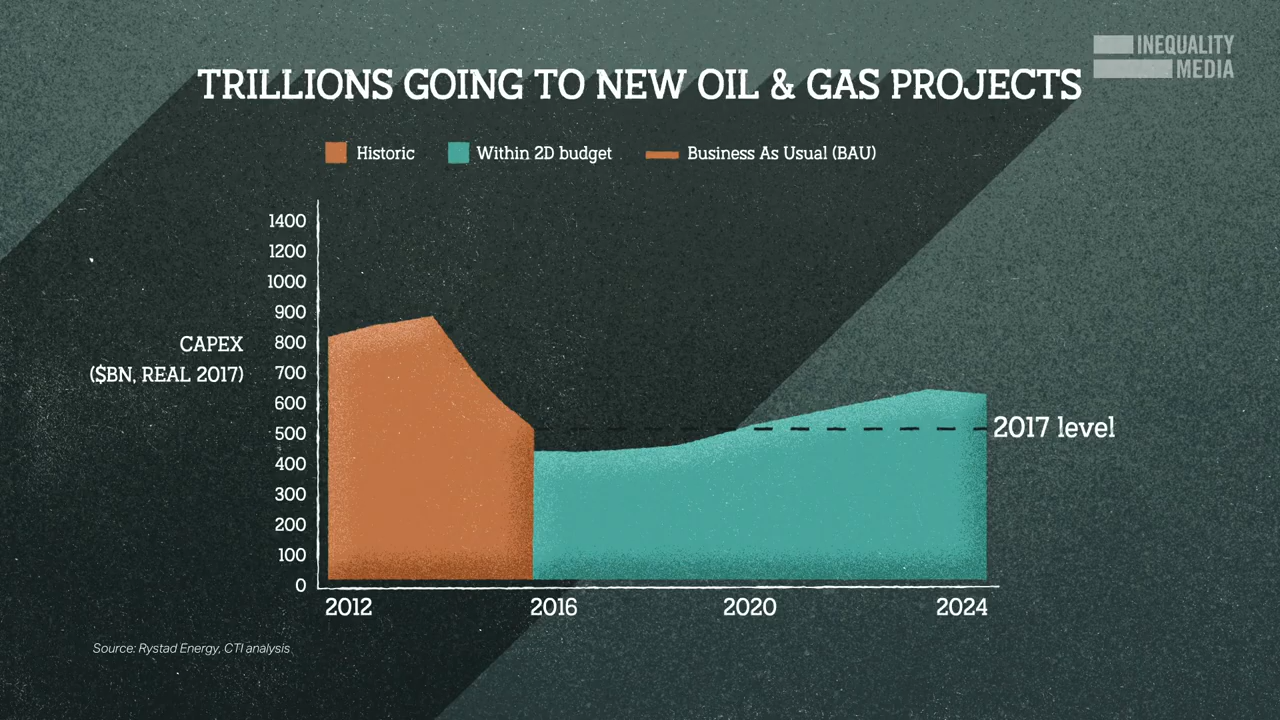 INEQUALITY
MEDIA
TRILLIONS GOING TO NEW OIL & GAS PROJECTS
Historic
Within 2D budget
Business As Usual (BAU)
1400
1200
1000
900
800
700
600
500
400
300
200
100
0
CAPEX
($BN, REAL 2017)
2017 level
2012
2016
2020
2024
Source: Rystad Energy, CTI analysis